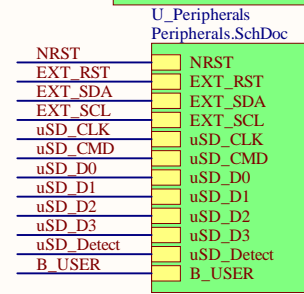 U_Peripherals
Peripherals.SchDoc
NRST NRST
EXT_RST EXT_RST
EXT_SDA EXT_SDA
EXT_SCL EXT_SCL
uSD_CLK uSD_CLK
uSD_CMD uSD_CMD
uSD_D0 uSD_D0
uSD_D1 uSD_D1
uSD_D2 uSD_D2
uSD_D3 uSD_D3
uSD_Detect uSD_Detect
B_USER B_USER